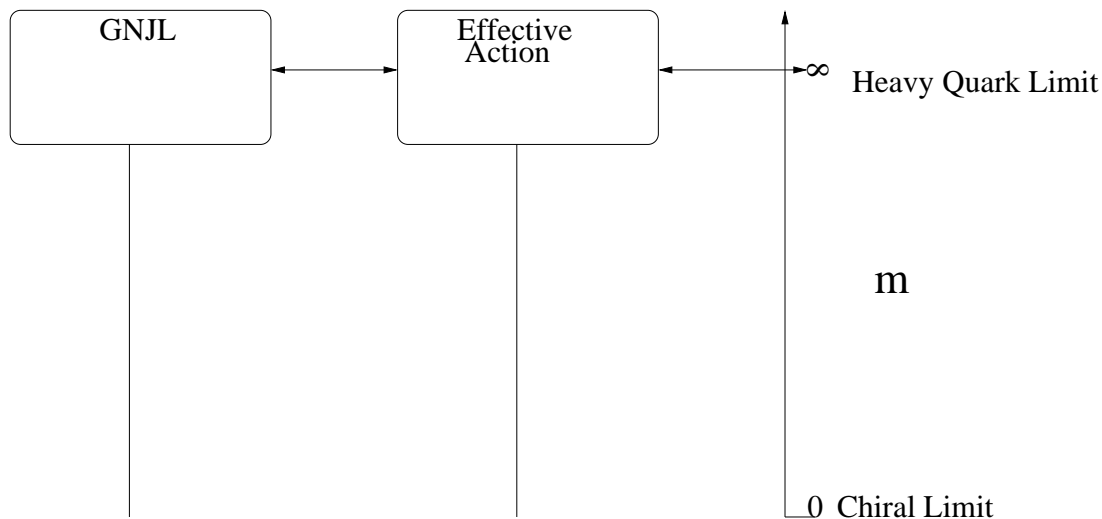 GNJL
Effective
Action
∞ Heavy Quark Limit
m
0 Chiral Limit